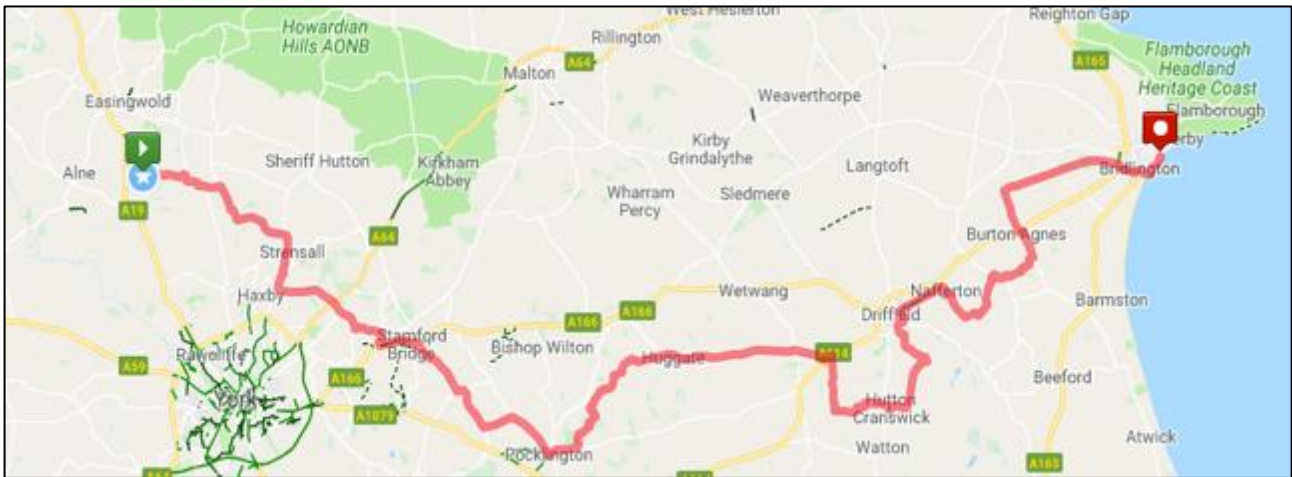 West Heslerton
Reighton Gap
Howardian
Hills AONB
Rillington
A64
A165
Flamborough
Headland
Heritage Coast
Malton
Easingwold
Weaverthorpe
Flamborough
Kirby
Grindalythe
Sheriff Hutton
Kirkham
Abbey
Alne
Langtoft
Bridlington
Wharram
Percy
Sledmere
A19
A64
Strensall
Burton Agnes
Haxby
Wetwang
Nafferton
Barmston
A166
A166
Driffield
Stamford
Bridge
Bishop Wilton
Huggate
Rawcliffe
A59
A166
A614
Beeford
York
A1079
Hutton
Cranswick
Watton
Atwick
Pocklington
A165